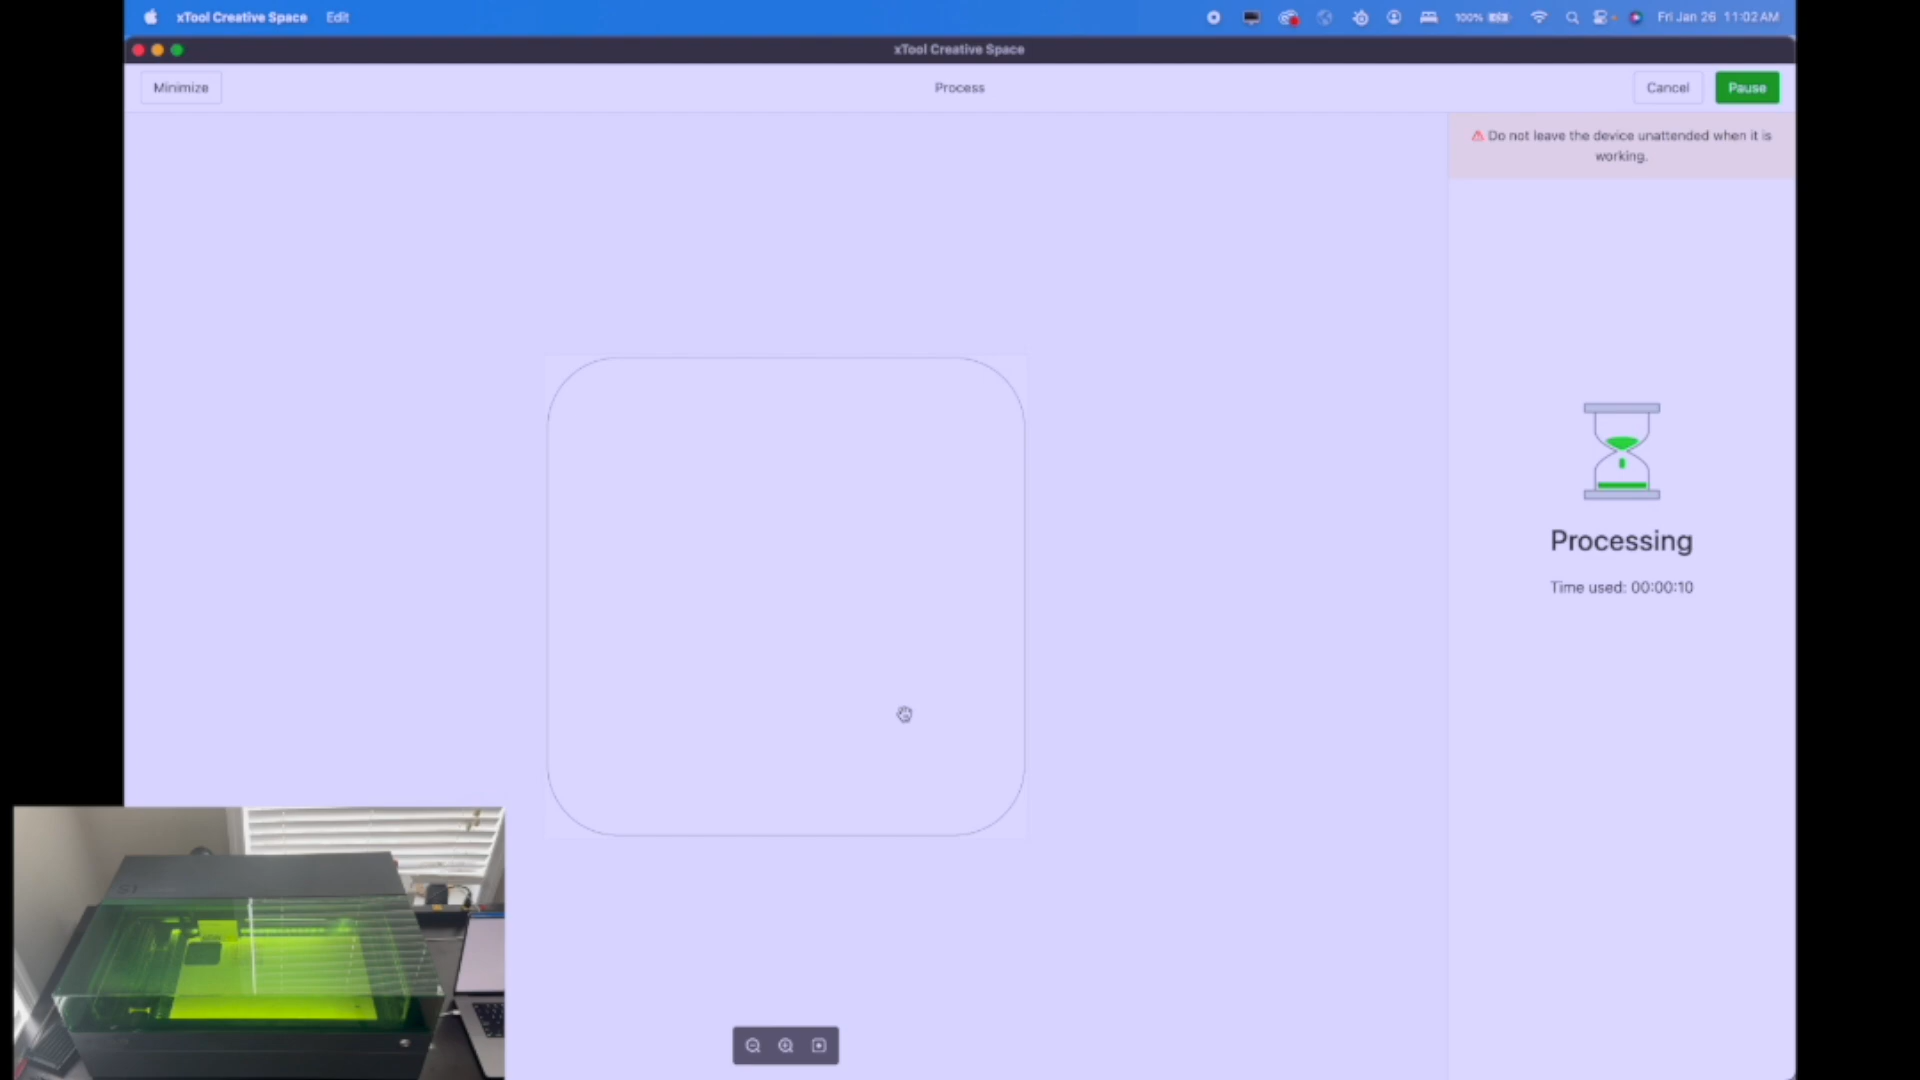 xTool Creative Space Edit
100% Fri Jan 26 11:02 AM
xTool Creative Space
Minimize Process Cancel Pause
Do not leave the device unattended when it is
working.
Processing
Time used: 00:00:10
S1